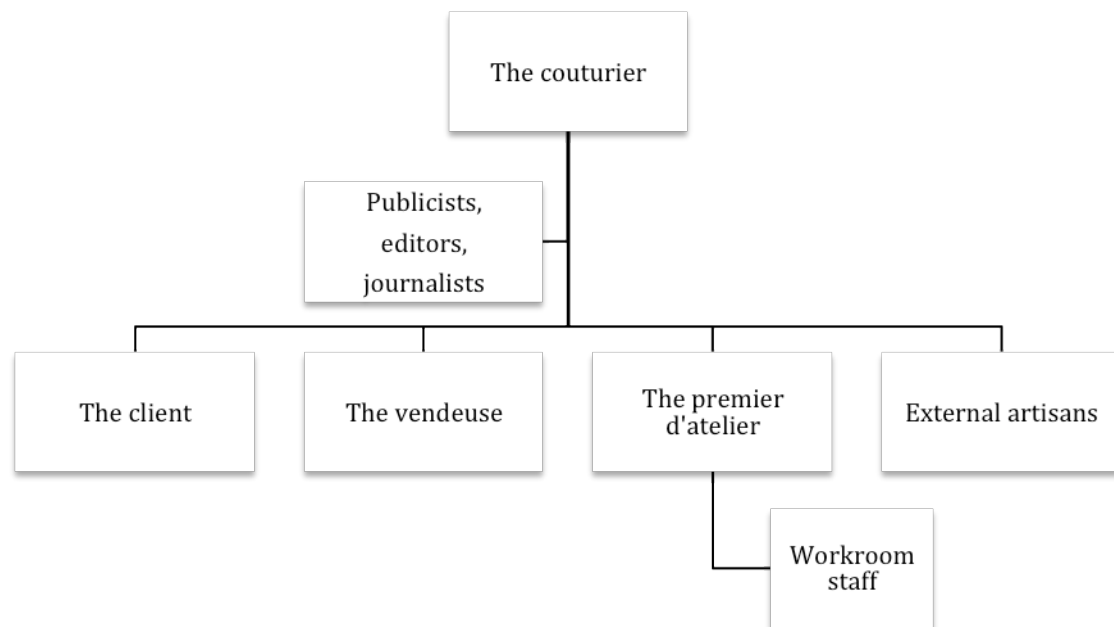 The couturier
Publicists,
editors,
journalists
The client
The vendeuse
The premier
d'atelier
External artisans
Workroom
staff